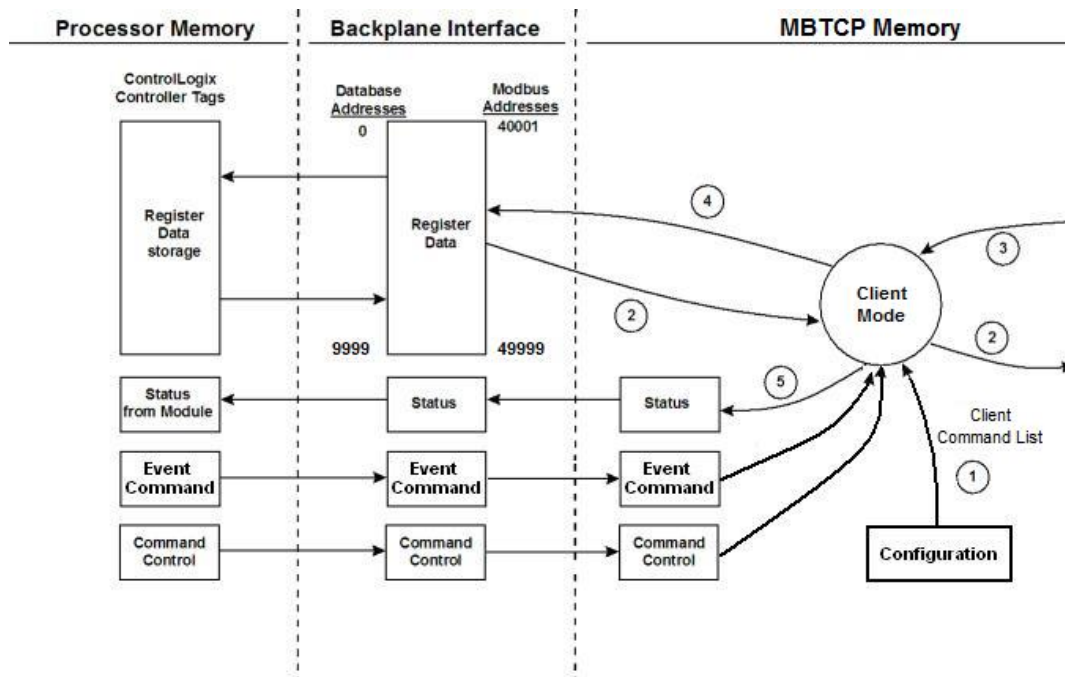 Processor Memory
Backplane Interface
MBTCP Memory
ControlLogix
Controller Tags
Database
Addresses
0
Modbus
Addresses
40001
Register
Data
storage
Register
Data
4
3
Client
Mode
2
2
9999
49999
Status
from Module
Status
Status
5
Client
Command List
1
Event
Command
Event
Command
Event
Command
Command
Control
Command
Control
Command
Control
Configuration